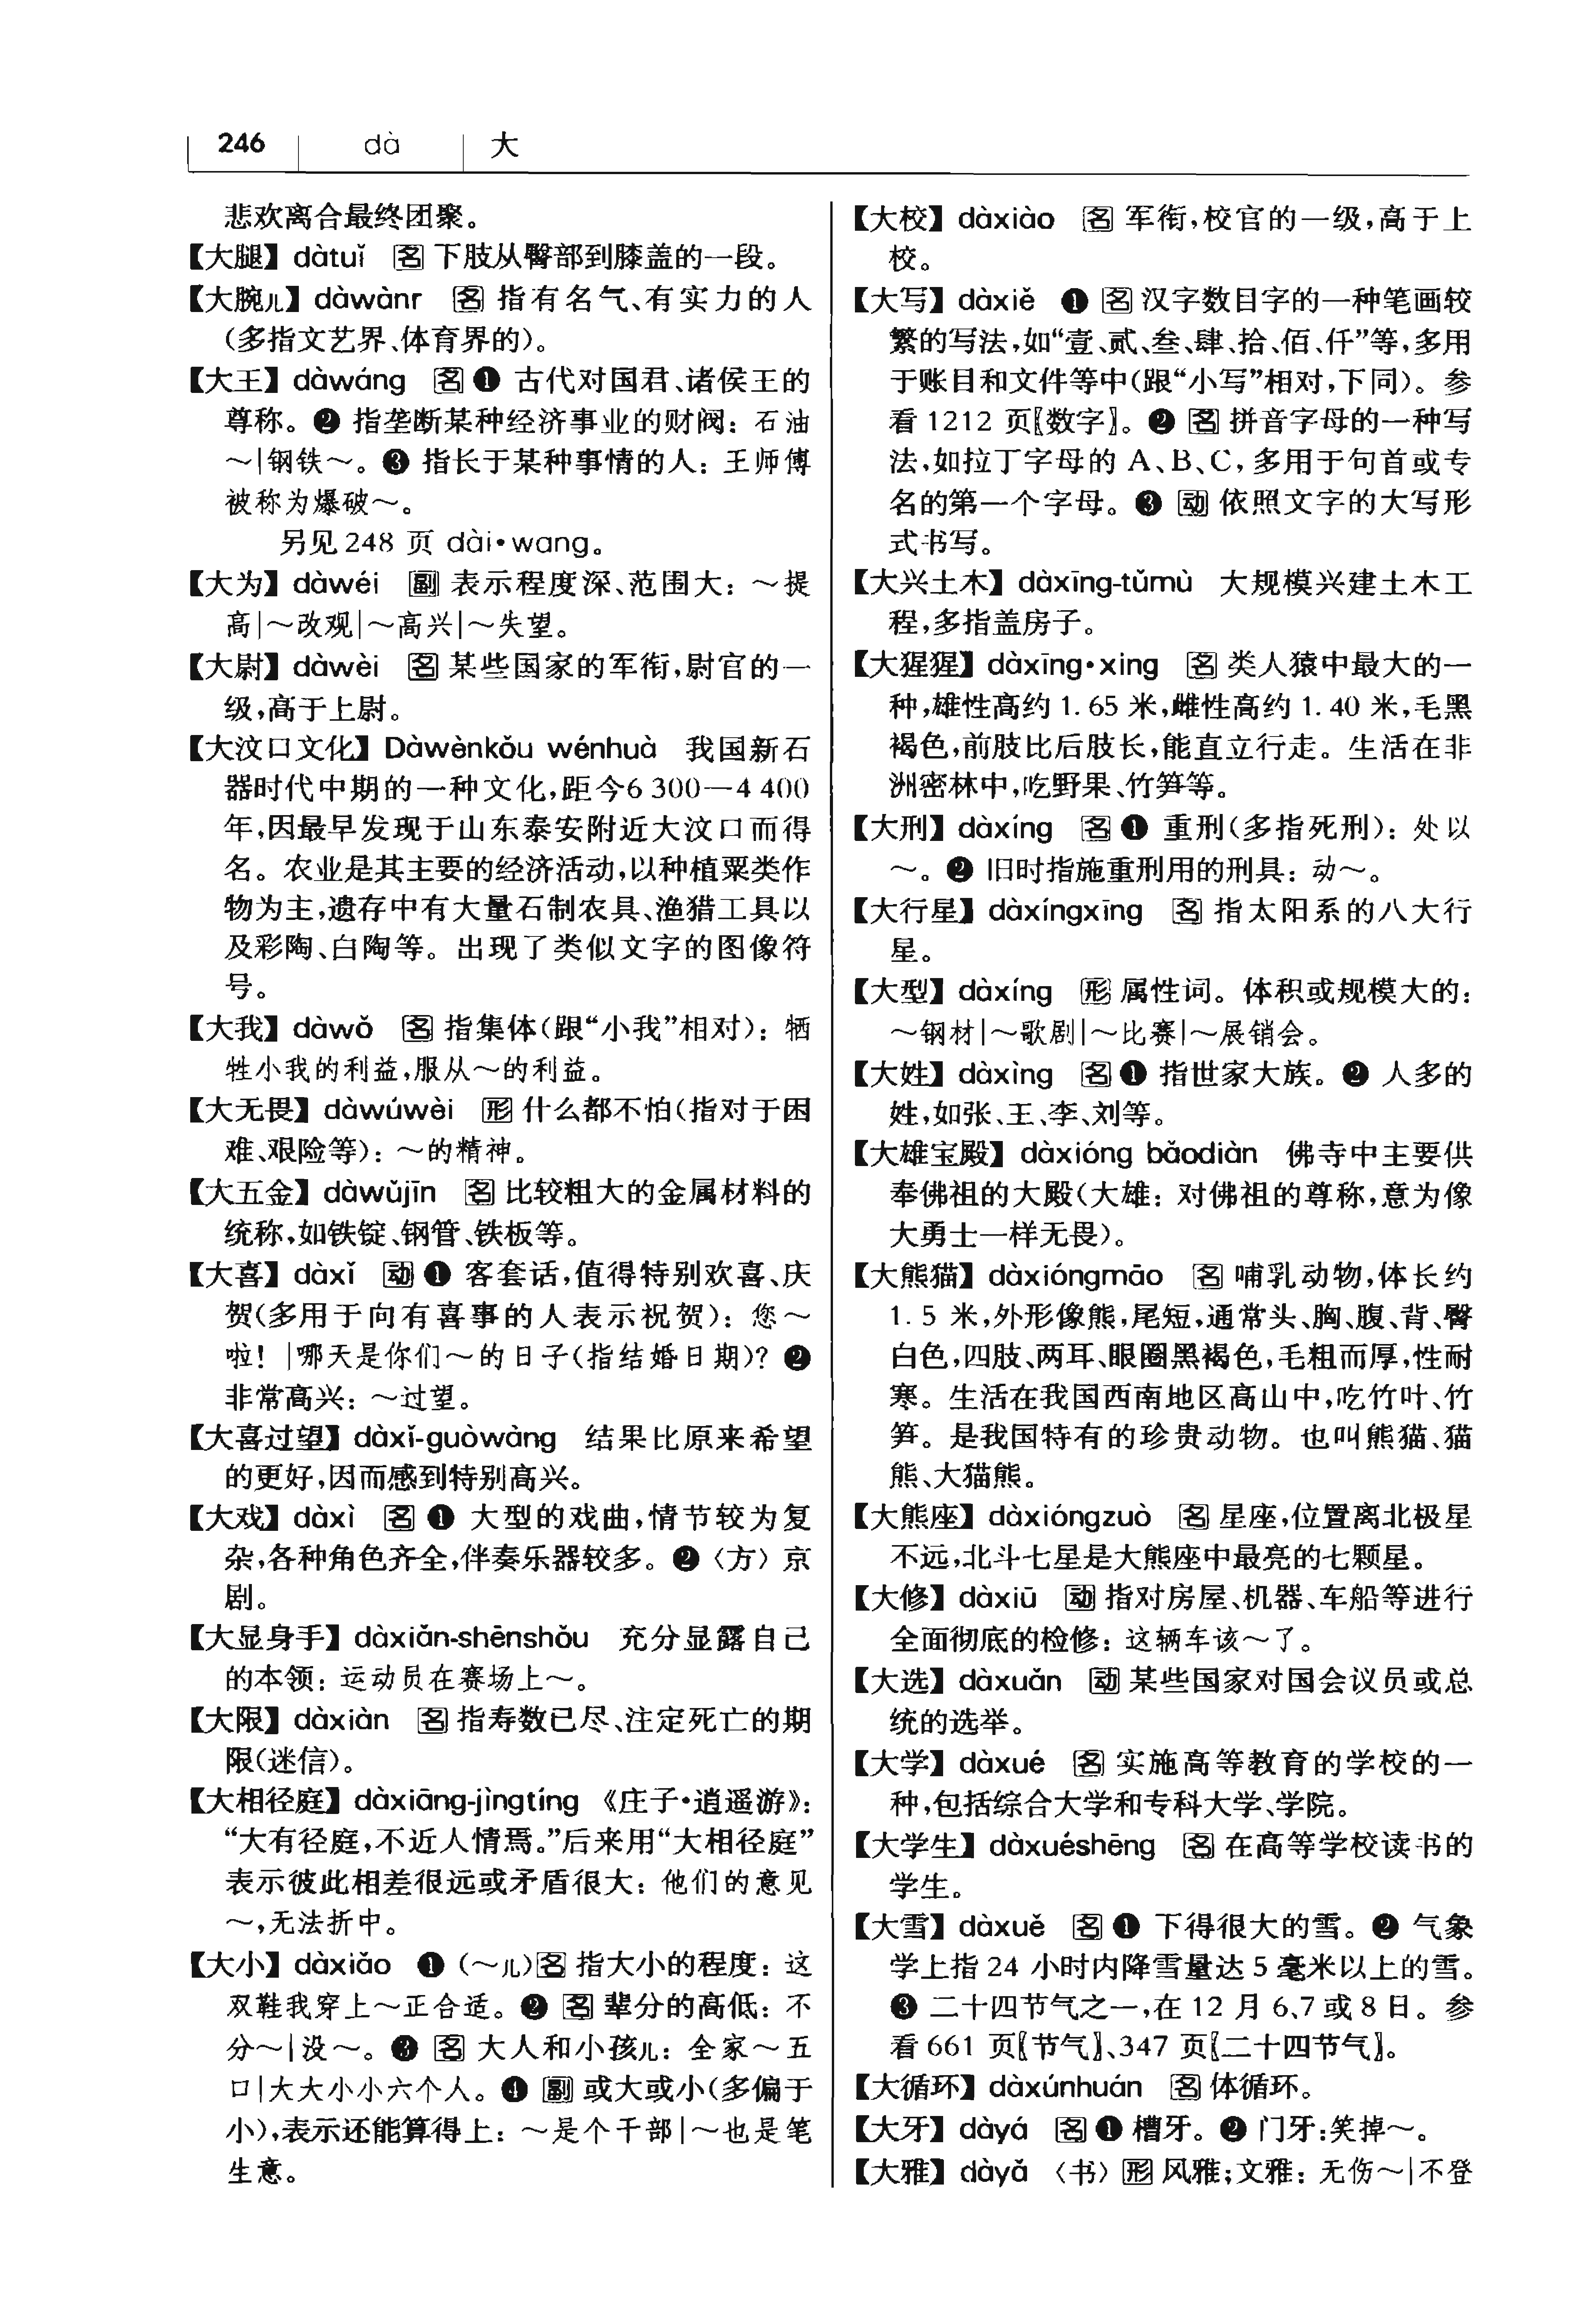 246 dà 大
悲欢离合最终团聚。
【大腿】dàtuǐ 名 下肢从臀部到膝盖的一段。
【大腕儿】dàwànr 名 指有名气、有实力的人
(多指文艺界、体育界的)。
【大王】dàwáng 名 ❶ 古代对国君、诸侯王的
尊称。❷ 指垄断某种经济事业的财阀：石油
～|钢铁～。❸ 指长于某种事情的人：王师傅
被称为爆破～。
另见248 页 dài•wang。
【大为】dàwéi 副 表示程度深、范围大：～提
高|～改观|～高兴|～失望。
【大尉】dàwèi 名 某些国家的军衔，尉官的一
级，高于上尉。
【大汶口文化】Dàwènkǒu wénhuà 我国新石
器时代中期的一种文化，距今6 300—4 400
年，因最早发现于山东泰安附近大汶口而得
名。农业是其主要的经济活动，以种植粟类作
物为主，遗存中有大量石制农具、渔猎工具以
及彩陶、白陶等。出现了类似文字的图像符
号。
【大我】dàwǒ 名 指集体(跟“小我”相对)：牺
牲小我的利益，服从～的利益。
【大无畏】dàwúwèi 形 什么都不怕(指对于困
难、艰险等)：～的精神。
【大五金】dàwǔjīn 名 比较粗大的金属材料的
统称，如铁锭、钢管、铁板等。
【大喜】dàxǐ 动 ❶ 客套话，值得特别欢喜、庆
贺(多用于向有喜事的人表示祝贺)：您～
啦！|哪天是你们～的日子(指结婚日期)？❷
非常高兴：～过望。
【大喜过望】dàxǐ-guòwàng 结果比原来希望
的更好，因而感到特别高兴。
【大戏】dàxì 名 ❶ 大型的戏曲，情节较为复
杂，各种角色齐全，伴奏乐器较多。❷〈方〉京
剧。
【大显身手】dàxiǎn-shēnshǒu 充分显露自己
的本领：运动员在赛场上～。
【大限】dàxiàn 名 指寿数已尽、注定死亡的期
限(迷信)。
【大相径庭】dàxiāng-jìngtíng 《庄子•逍遥游》：
“大有径庭，不近人情焉。”后来用“大相径庭”
表示彼此相差很远或矛盾很大：他们的意见
～，无法折中。
【大小】dàxiǎo ❶ (～儿)名 指大小的程度：这
双鞋我穿上～正合适。❷ 名 辈分的高低：不
分～|没～。❸ 名 大人和小孩儿：全家～五
口|大大小小六个人。❹ 副 或大或小(多偏于
小)，表示还能算得上：～是个干部|～也是笔
生意。
【大校】dàxiào 名 军衔，校官的一级，高于上
校。
【大写】dàxiě ❶ 名 汉字数目字的一种笔画较
繁的写法，如“壹、贰、叁、肆、拾、佰、仟”等，多用
于账目和文件等中(跟“小写”相对，下同)。参
看1212 页〖数字〗。❷ 名 拼音字母的一种写
法，如拉丁字母的 A、B、C，多用于句首或专
名的第一个字母。❸ 动 依照文字的大写形
式书写。
【大兴土木】dàxīng-tǔmù 大规模兴建土木工
程，多指盖房子。
【大猩猩】dàxīng•xing 名 类人猿中最大的一
种，雄性高约 1.65 米，雌性高约 1.40 米，毛黑
褐色，前肢比后肢长，能直立行走。生活在非
洲密林中，吃野果、竹笋等。
【大刑】dàxíng 名 ❶ 重刑(多指死刑)：处以
～。❷ 旧时指施重刑用的刑具：动～。
【大行星】dàxíngxīng 名 指太阳系的八大行
星。
【大型】dàxíng 形 属性词。体积或规模大的：
～钢材|～歌剧|～比赛|～展销会。
【大姓】dàxìng 名 ❶ 指世家大族。❷ 人多的
姓，如张、王、李、刘等。
【大雄宝殿】dàxióng bǎodiàn 佛寺中主要供
奉佛祖的大殿(大雄：对佛祖的尊称，意为像
大勇士一样无畏)。
【大熊猫】dàxióngmāo 名 哺乳动物，体长约
1.5 米，外形像熊，尾短，通常头、胸、腹、背、臀
白色，四肢、两耳、眼圈黑褐色，毛粗而厚，性耐
寒。生活在我国西南地区高山中，吃竹叶、竹
笋。是我国特有的珍贵动物。也叫熊猫、猫
熊、大猫熊。
【大熊座】dàxióngzuò 名 星座，位置离北极星
不远，北斗七星是大熊座中最亮的七颗星。
【大修】dàxiū 动 指对房屋、机器、车船等进行
全面彻底的检修：这辆车该～了。
【大选】dàxuǎn 动 某些国家对国会议员或总
统的选举。
【大学】dàxué 名 实施高等教育的学校的一
种，包括综合大学和专科大学、学院。
【大学生】dàxuéshēng 名 在高等学校读书的
学生。
【大雪】dàxuě 名 ❶ 下得很大的雪。❷ 气象
学上指24 小时内降雪量达5 毫米以上的雪。
❸ 二十四节气之一，在12 月6、7或8日。参
看661 页〖节气〗、347 页〖二十四节气〗。
【大循环】dàxúnhuán 名 体循环。
【大牙】dàyá 名 ❶ 槽牙。❷ 门牙：笑掉～。
【大雅】dàyǎ 〈书〉形 风雅；文雅：无伤～|不登